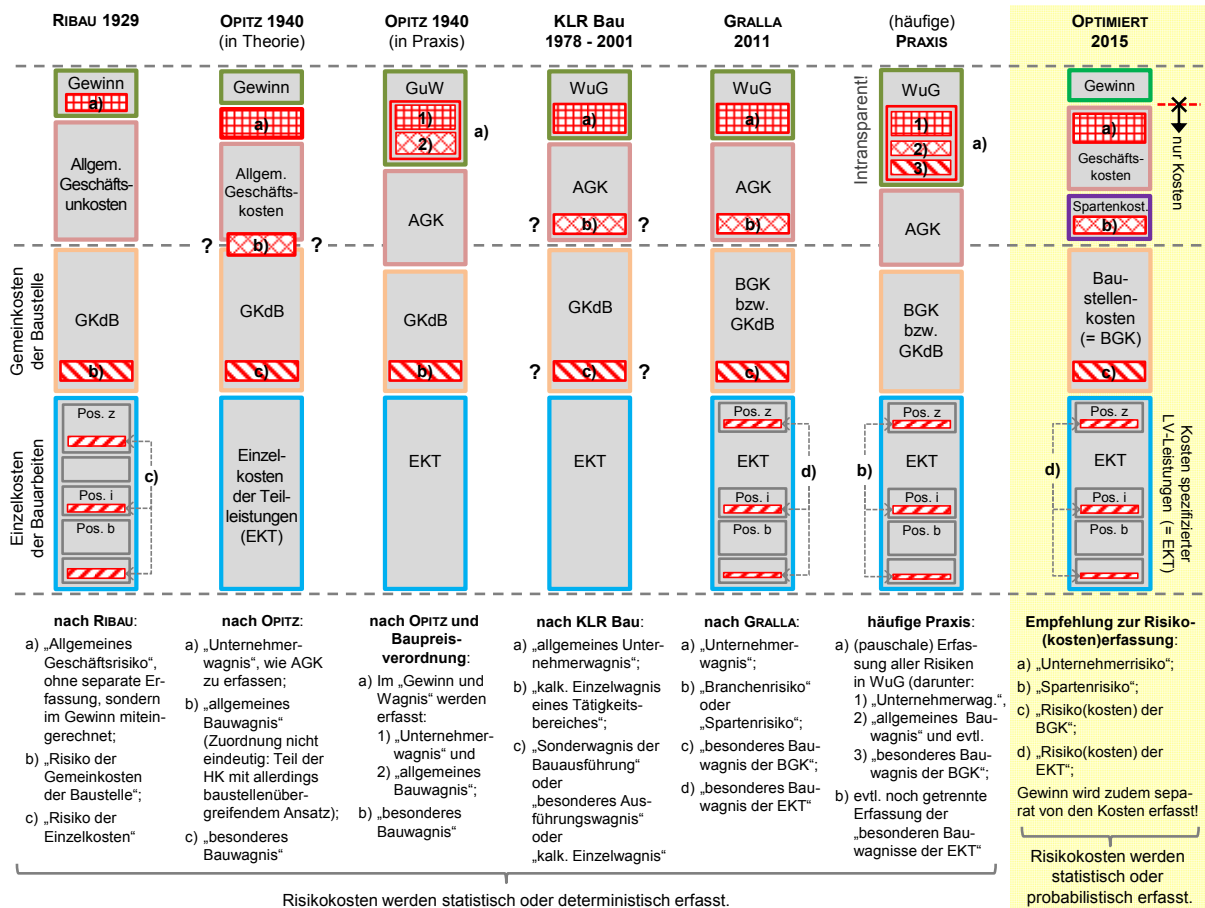 RIBAU 1929
OPITZ 1940
(in Theorie)
OPITZ 1940
(in Praxis)
KLR Bau
1978 - 2001
GRALLA
2011
(häufige)
PRAXIS
OPTIMIERT
2015
Gewinn
a)
Allgem.
Geschäfts-
unkosten
Gemeinkosten
der Baustelle
GKdB
b)
Einzelkosten
der Bauarbeiten
Pos. z
Pos. i
Pos. b
c)
Gewinn
a)
Allgem.
Geschäfts-
kosten
? b) ?
GKdB
c)
Einzel-
kosten
der Teil-
leistungen
(EKT)
GuW
1)
2)
a)
AGK
GKdB
b)
EKT
WuG
a)
AGK
? b) ?
GKdB
? c) ?
EKT
WuG
a)
AGK
b)
BGK
bzw.
GKdB
c)
Pos. z
EKT
Pos. i
Pos. b
d)
Intransparent!
WuG
1)
2)
3)
a)
AGK
BGK
bzw.
GKdB
Pos. z
b)
EKT
Pos. i
Pos. b
Gewinn
nur Kosten
a)
Geschäfts-
kosten
Spartenkost.
b)
Bau-
stellen-
kosten
(= BGK)
c)
Pos. z
d)
EKT
Pos. i
Pos. b
Kosten spezifizierter
LV-Leistungen (= EKT)
nach RIBAU:
a) „Allgemeines
Geschäftsrisiko“,
ohne separate Er-
fassung, sondern
im Gewinn mitein-
gerechnet;
b) „Risiko der
Gemeinkosten
der Baustelle“;
c) „Risiko der
Einzelkosten“
nach OPITZ:
a) „Unternehmer-
wagnis“, wie AGK
zu erfassen;
b) „allgemeines
Bauwagnis“
(Zuordnung nicht
eindeutig: Teil der
HK mit allerdings
baustellenüber-
greifendem Ansatz);
c) „besonderes
Bauwagnis“
nach OPITZ und
Baupreis-
verordnung:
a) Im „Gewinn und
Wagnis“ werden
erfasst:
1) „Unternehmer-
wagnis“ und
2) „allgemeines
Bauwagnis“;
b) „besonderes
Bauwagnis“
nach KLR Bau:
a) „allgemeines Unter-
nehmerwagnis“;
b) „kalk. Einzelwagnis
eines Tätigkeits-
bereiches“;
c) „Sonderwagnis der
Bauausführung“
oder
„besonderes Aus-
führungswagnis“
oder
„kalk. Einzelwagnis“
nach GRALLA:
a) „Unternehmer-
wagnis“;
b) „Branchenrisiko“
oder
„Spartenrisiko“;
c) „besonderes Bau-
wagnis der BGK“;
d) „besonderes Bau-
wagnis der EKT“
häufige Praxis:
a) (pauschale) Erfas-
sung aller Risiken
in WuG (darunter:
1) „Unternehmerwag.“,
2) „allgemeines Bau-
wagnis“ und evtl.
3) „besonderes Bau-
wagnis der BGK“;
b) evtl. noch getrennte
Erfassung der
„besonderen Bau-
wagnisse der EKT“
Empfehlung zur Risiko-
(kosten)erfassung:
a) „Unternehmerrisiko“;
b) „Spartenrisiko“;
c) „Risiko(kosten) der
BGK“;
d) „Risiko(kosten) der
EKT“;
Gewinn wird zudem sepa-
rat von den Kosten erfasst!
Risikokosten werden statistisch oder deterministisch erfasst.
Risikokosten werden
statistisch oder
probabilistisch erfasst.